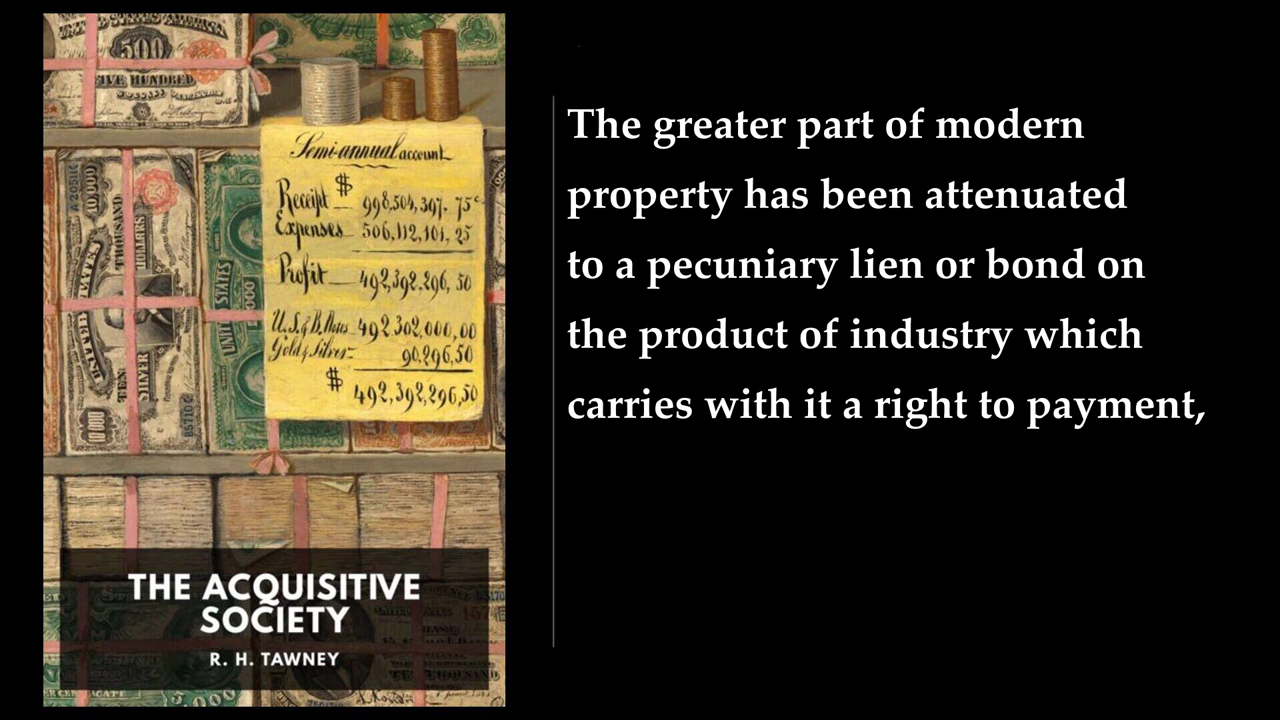 500
FIVE HUNDRED
Semi-annual account
$
Receipt 998,504,397. 75c
Expenses 506,112,101, 25
Profit 492,392,296, 50
U.S.& B. Notes 492302,000,00
Gold & Silver 90,296,50
$ 492,392,296,50
THE ACQUISITIVE
SOCIETY
R. H. TAWNEY
The greater part of modern
property has been attenuated
to a pecuniary lien or bond on
the product of industry which
carries with it a right to payment,